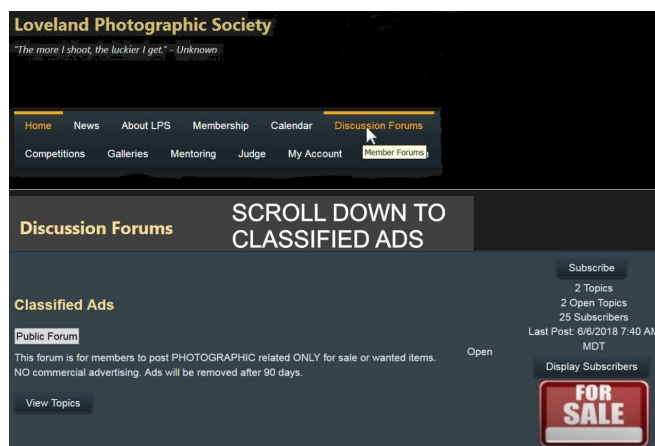 Loveland Photographic Society
"The more I shoot, the luckier I get." - Unknown
Home News About LPS Membership Calendar Discussion Forums
Competitions Galleries Mentoring Judge My Account Member Forums
Discussion Forums
SCROLL DOWN TO
CLASSIFIED ADS
Subscribe
2 Topics
2 Open Topics
25 Subscribers
Last Post: 6/6/2018 7:40 AM
MDT
Display Subscribers
Classified Ads
Public Forum
This forum is for members to post PHOTOGRAPHIC related ONLY for sale or wanted items.
NO commercial advertising. Ads will be removed after 90 days.
Open
View Topics
FOR
SALE